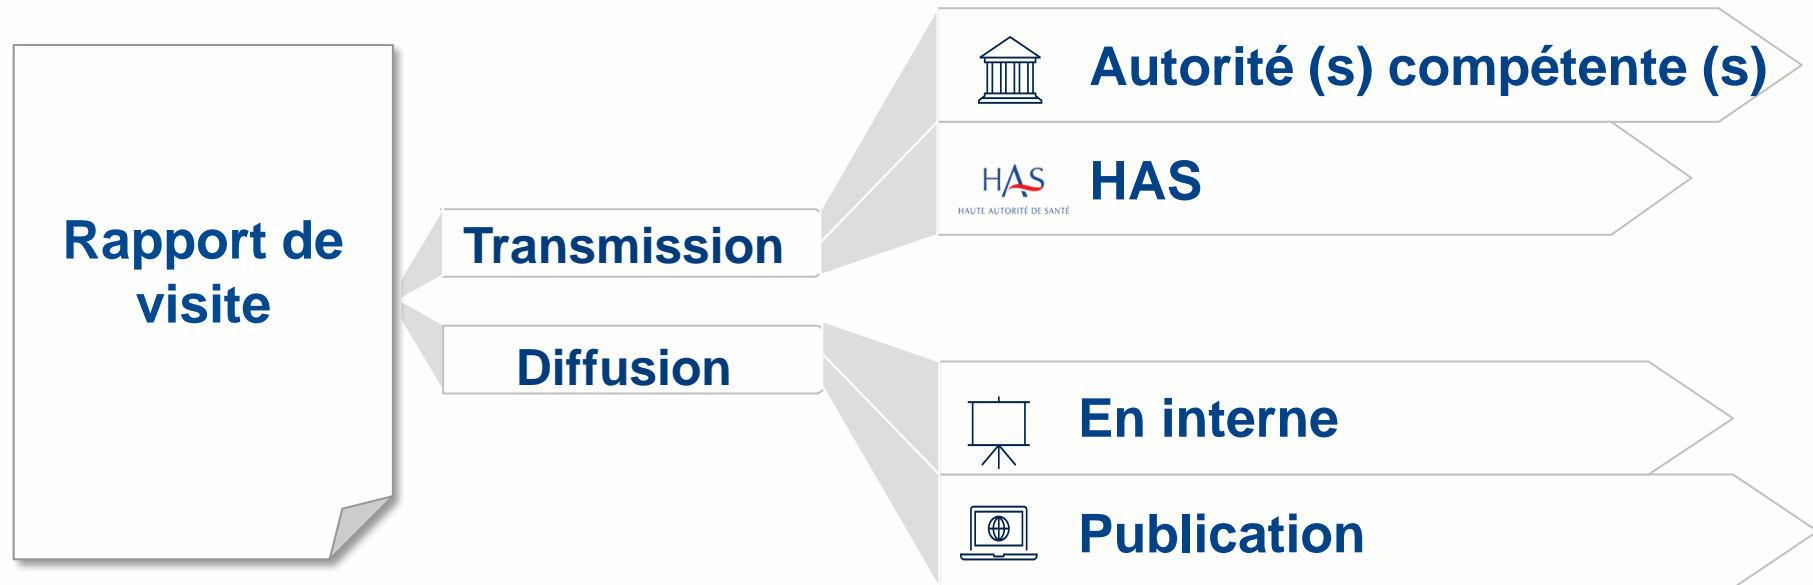 Rapport de
visite
Transmission
Diffusion
Autorité (s) compétente (s)
HAS
HAUTE AUTORITÉ DE SANTÉ
HAS
En interne
Publication